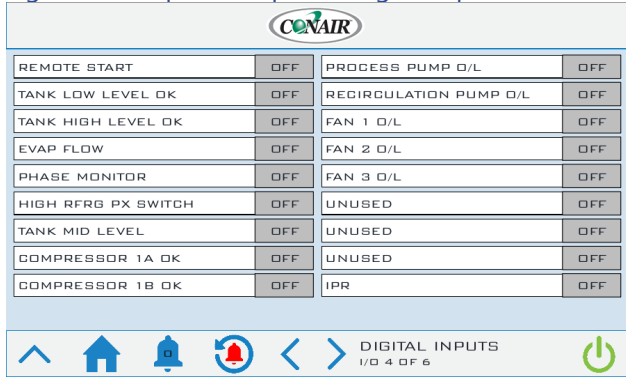 CONAIR
REMOTE START OFF PROCESS PUMP O/L OFF
TANK LOW LEVEL OK OFF RECIRCULATION PUMP O/L OFF
TANK HIGH LEVEL OK OFF FAN 1 O/L OFF
EVAP FLOW OFF FAN 2 O/L OFF
PHASE MONITOR OFF FAN 3 O/L OFF
HIGH RFRG PX SWITCH OFF UNUSED OFF
TANK MID LEVEL OFF UNUSED OFF
COMPRESSOR 1A OK OFF UNUSED OFF
COMPRESSOR 1B OK OFF IPR OFF
0
DIGITAL INPUTS
I/O 4 OF 6